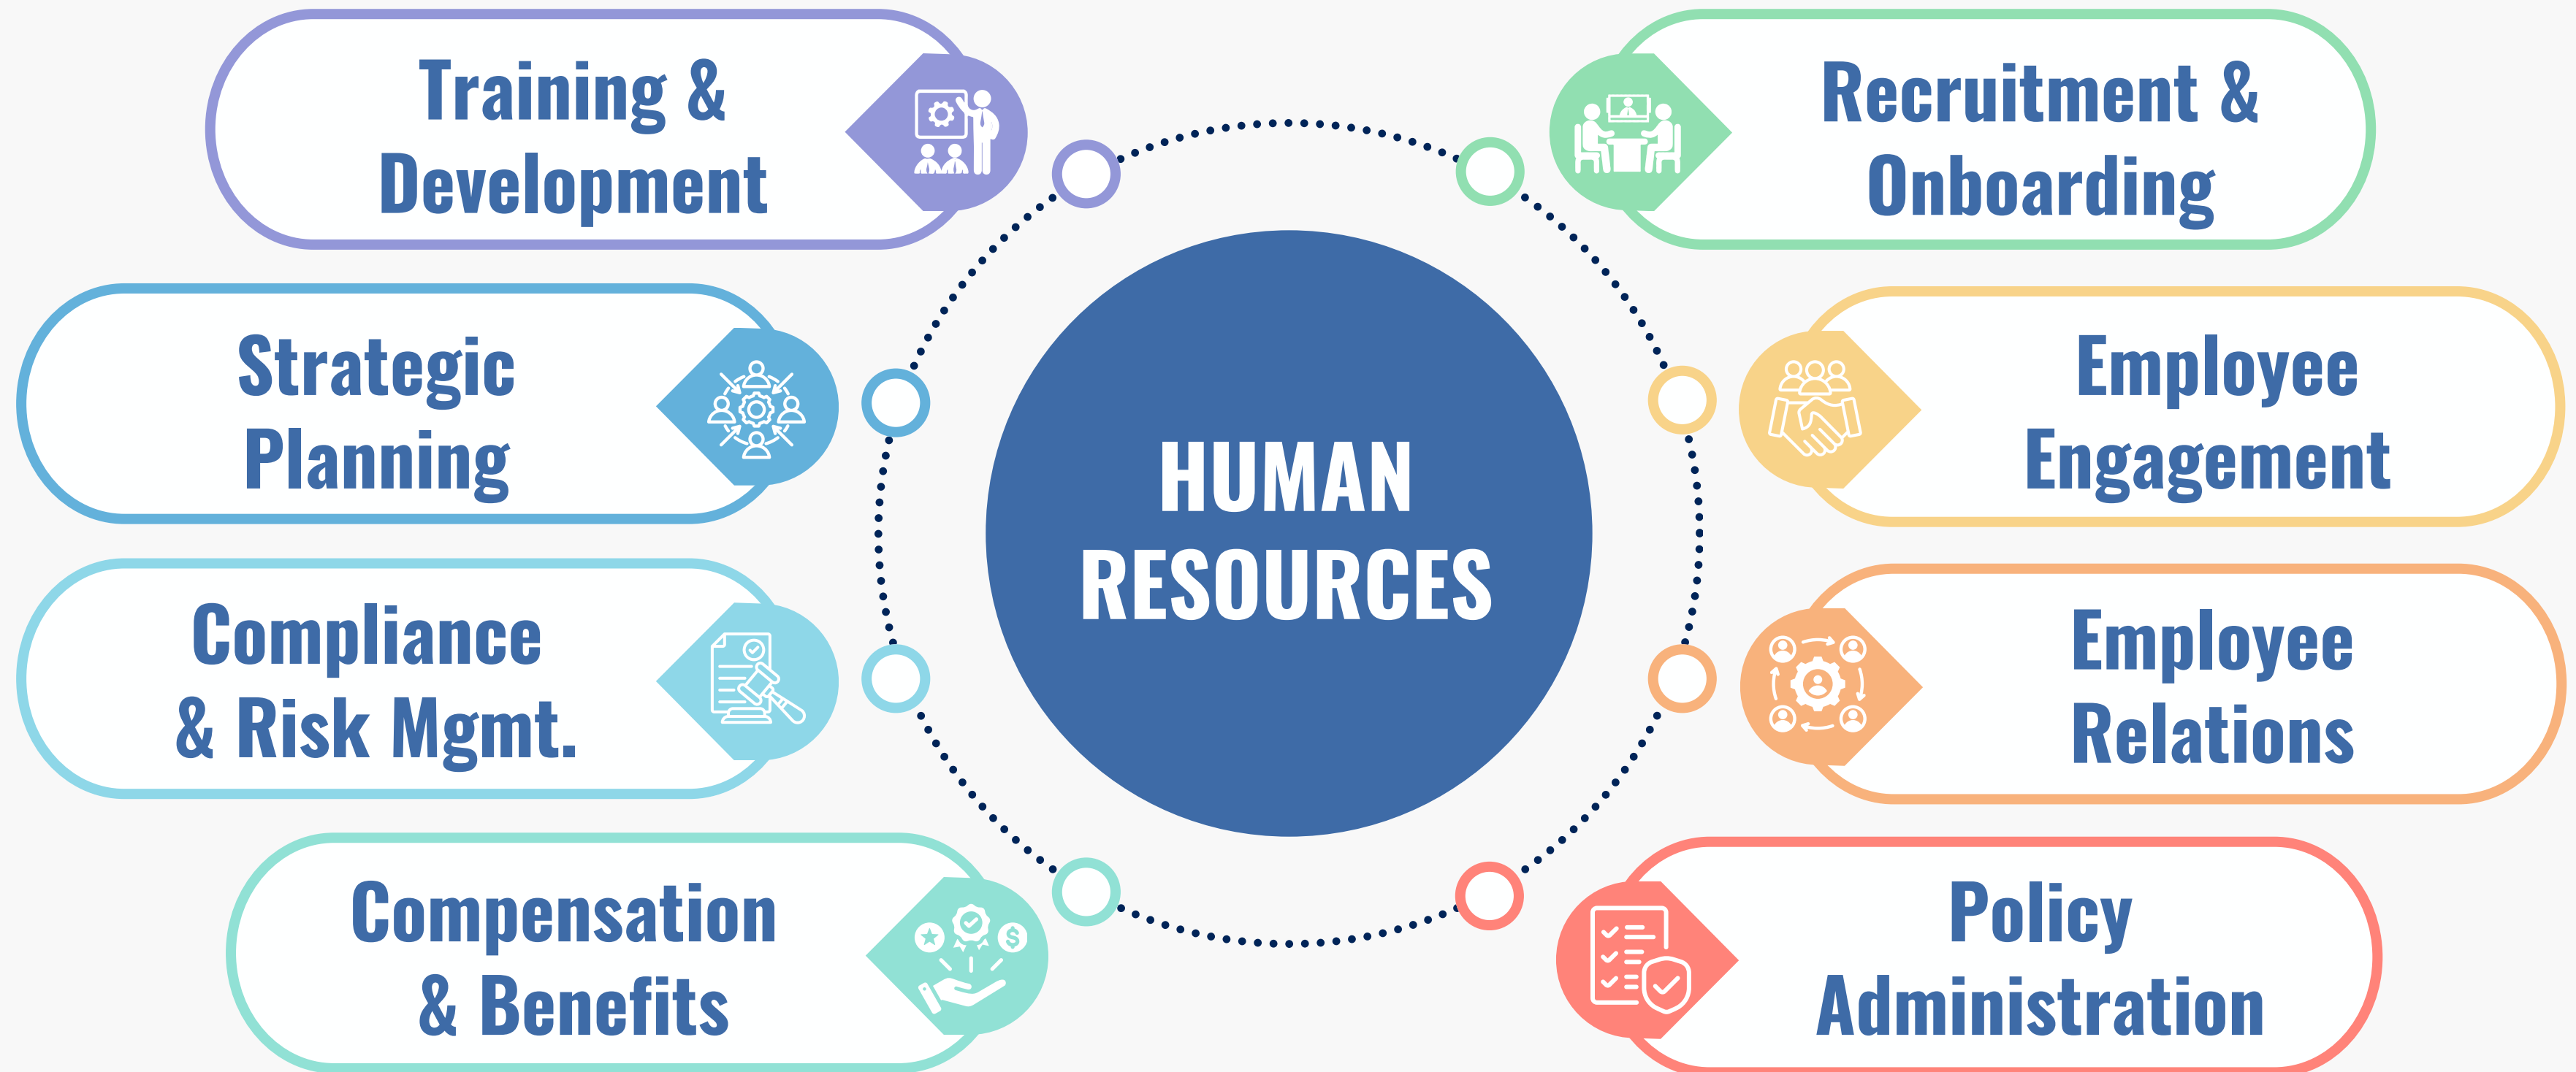 Training &
Development
Recruitment &
Onboarding
Strategic
Planning
Employee
Engagement
HUMAN
RESOURCES
Compliance
& Risk Mgmt.
Employee
Relations
Compensation
& Benefits
Policy
Administration